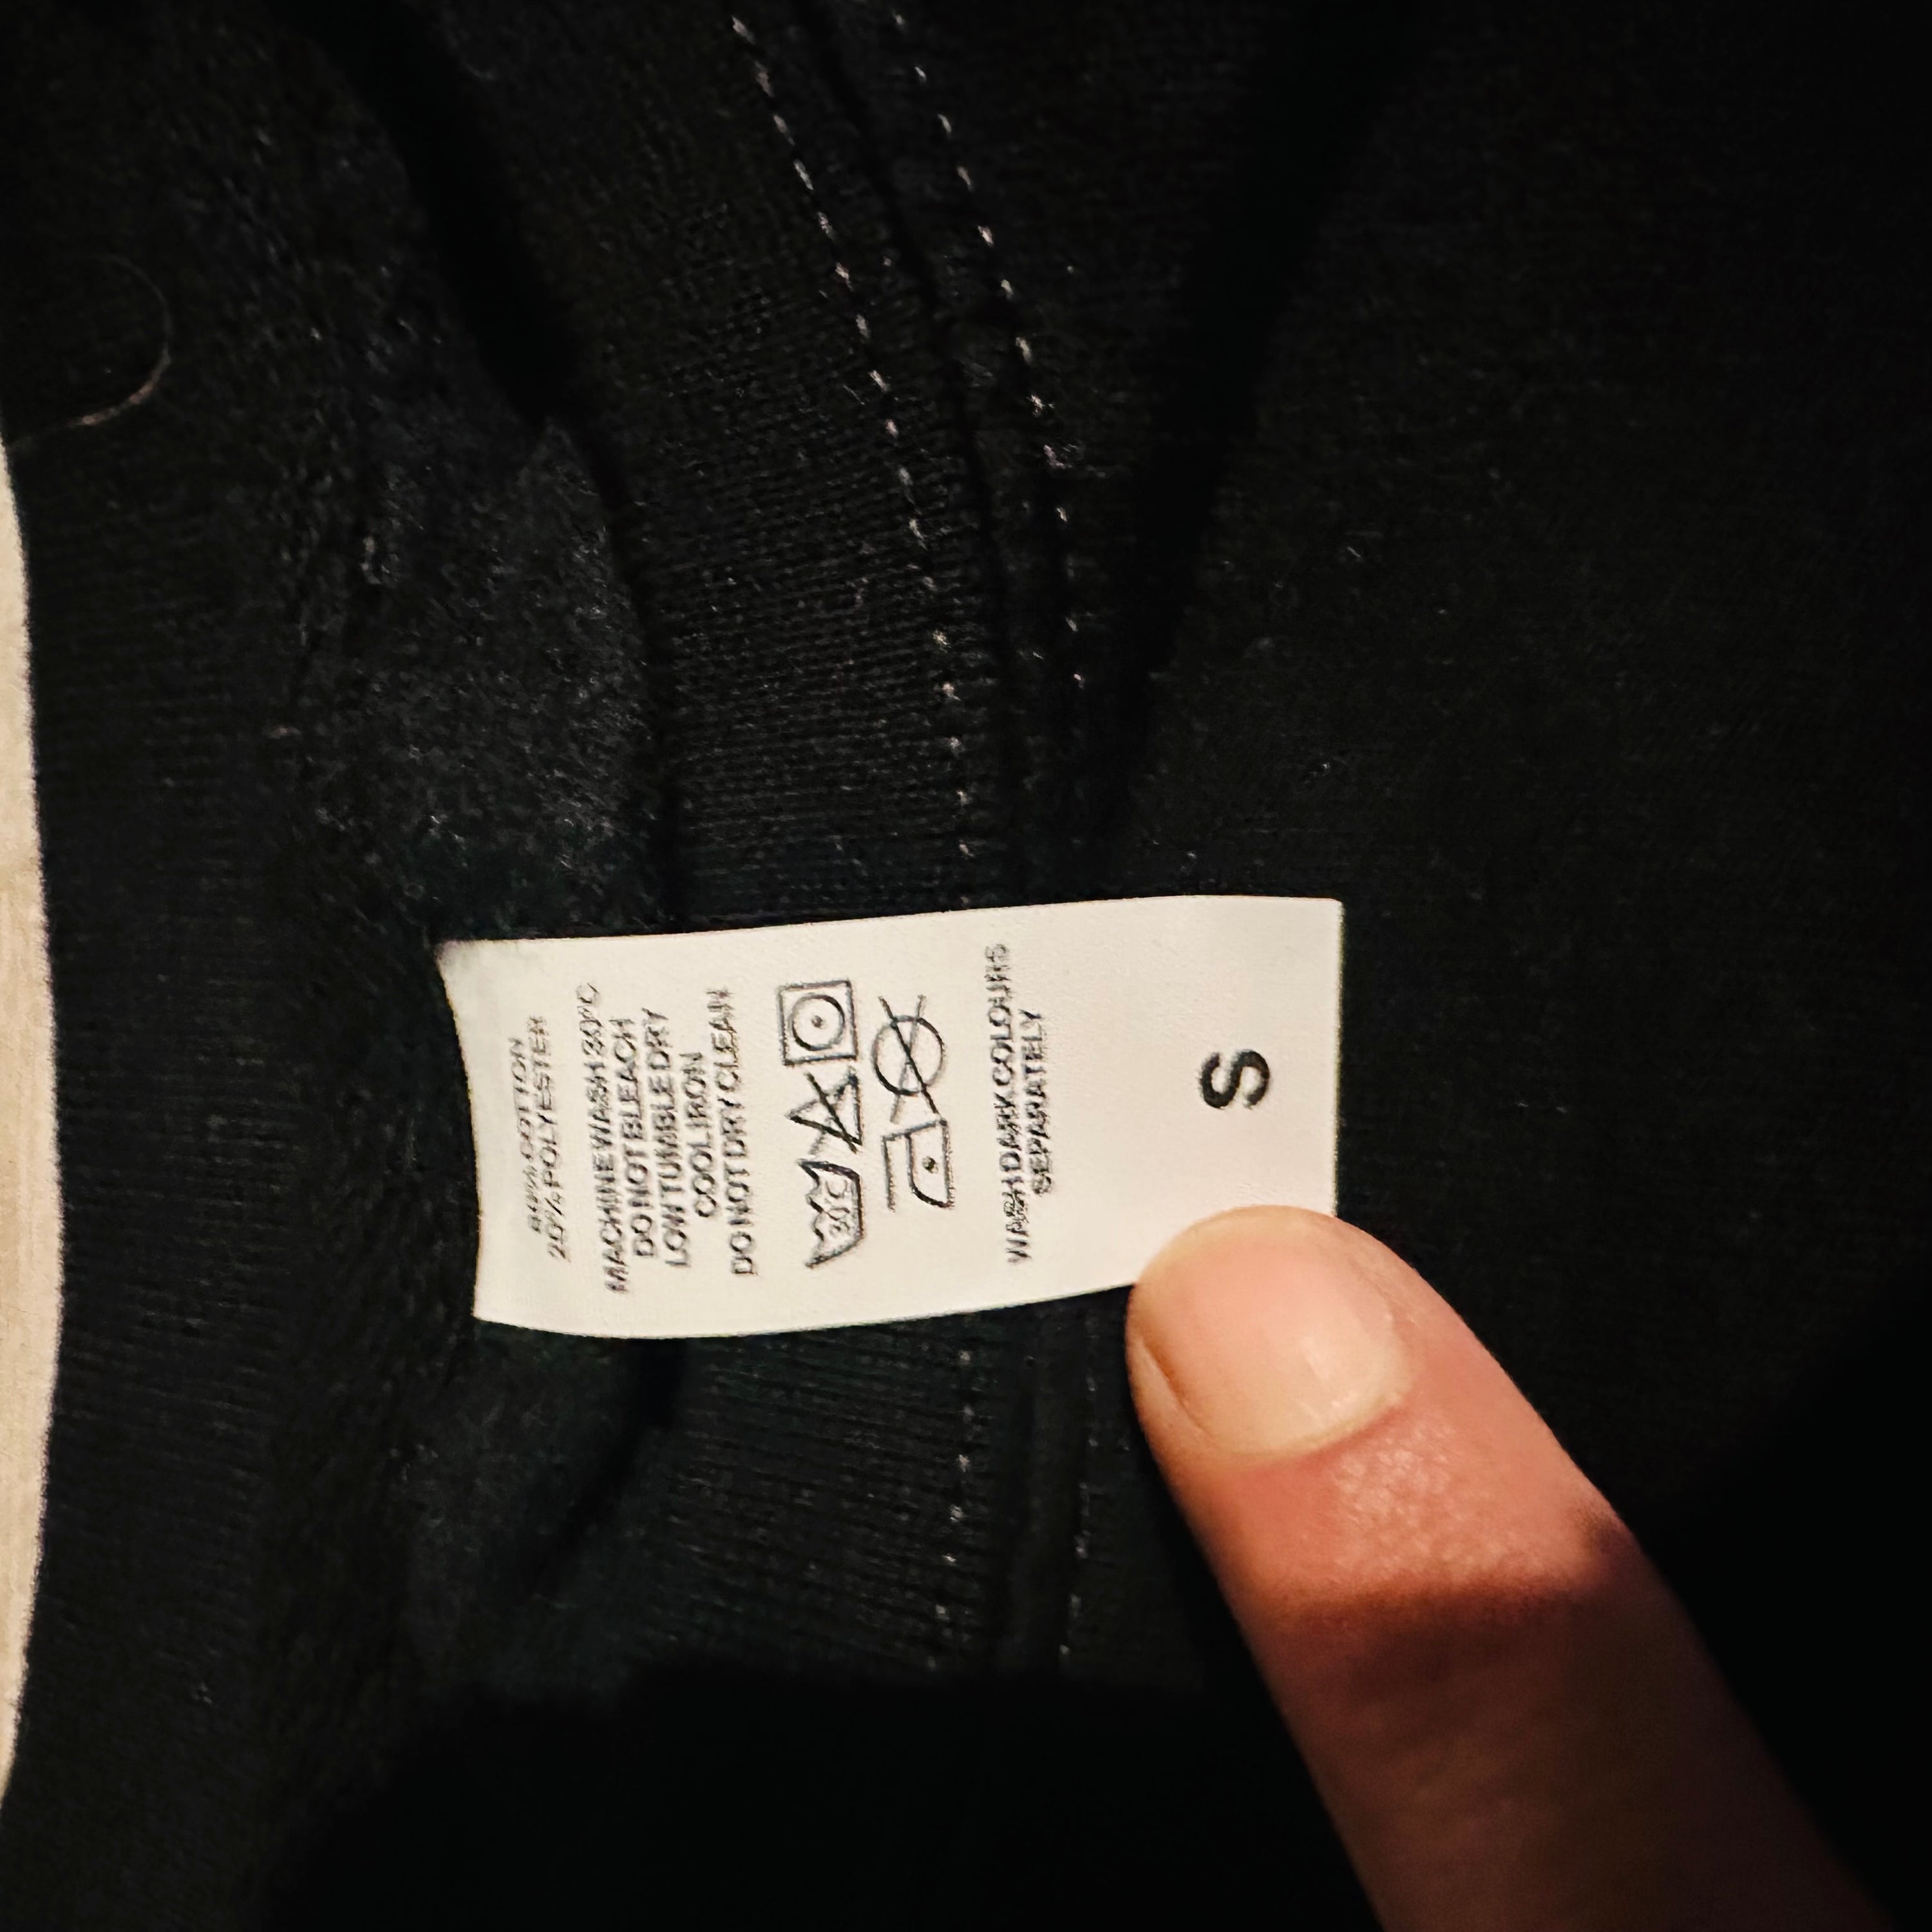 80% COTTON
20% POLYESTER
MACHINE WASH 30°C
DO NOT BLEACH
LOW TUMBLE DRY
COOL IRON
DO NOT DRY CLEAN
30°C
WASH DARK COLOURS
SEPARATELY
S